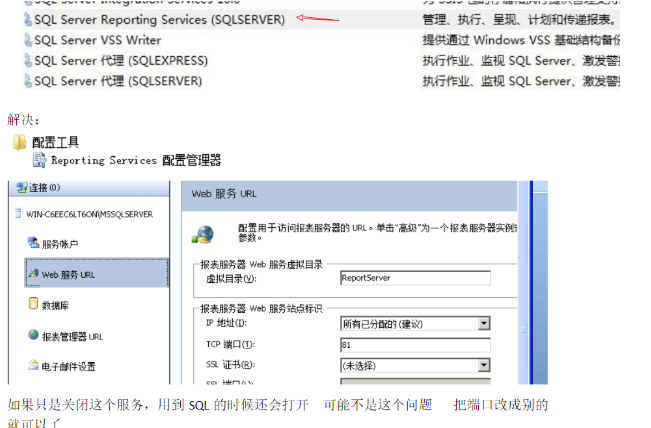 SQL Server Integration Services 10.0
SQL Server Reporting Services (SQLSERVER) 管理、执行、呈现、计划和传递报表。
SQL Server VSS Writer 提供通过 Windows VSS 基础结构备份
SQL Server 代理 (SQLEXPRESS) 执行作业、监视 SQL Server、激发警
SQL Server 代理 (SQLSERVER) 执行作业、监视 SQL Server、激发警
解决:
配置工具
Reporting Services 配置管理器
连接(O)
Web 服务 URL
WIN-C6EEC6LT6ON\MSSQLSERVER
配置用于访问报表服务器的 URL。单击“高级”为一个报表服务器实例
参数。
服务帐户
Web 服务 URL
报表服务器 Web 服务虚拟目录
虚拟目录(V): ReportServer
数据库
报表服务器 Web 服务站点标识
IP 地址(I): 所有已分配的(建议)
报表管理器 URL
TCP 端口(T): 81
电子邮件设置
SSL 证书(R): (未选择)
如果只是关闭这个服务,用到 SQL 的时候还会打开 可能不是这个问题 把端口改成别的
就可以了